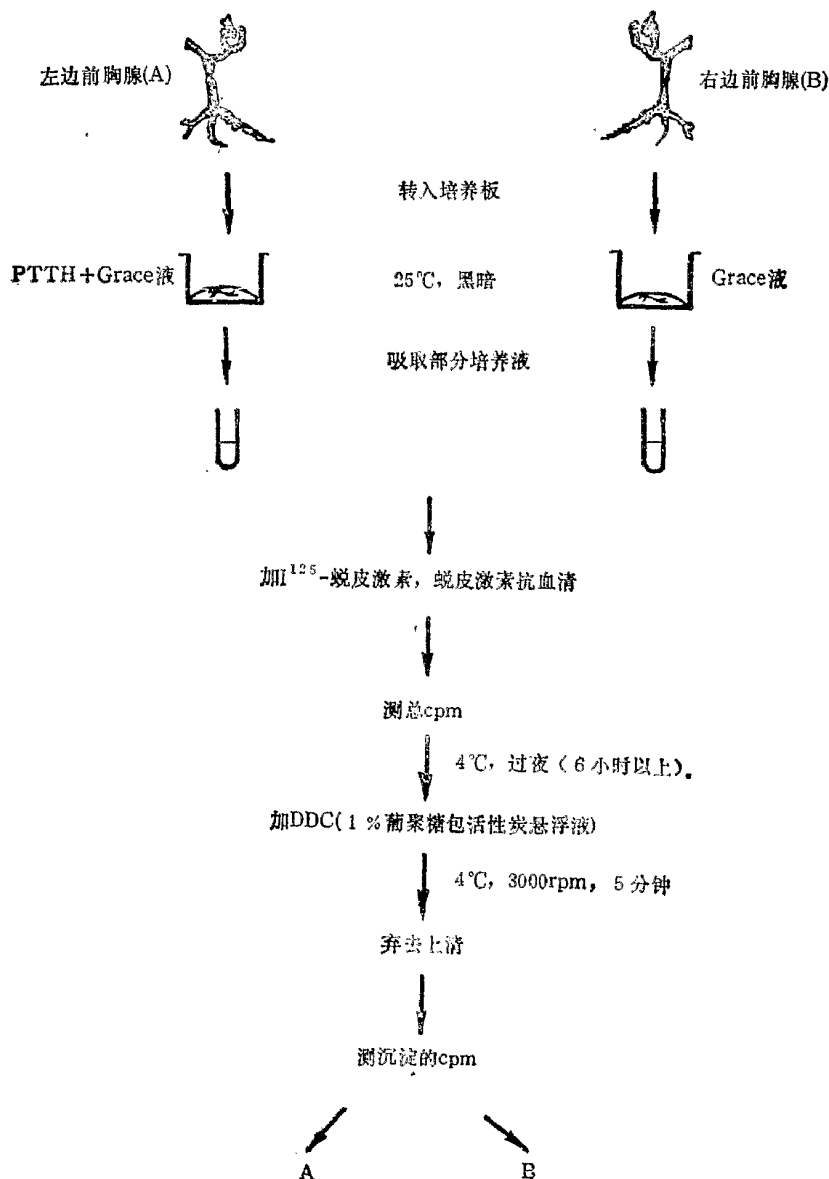 左边前胸腺(A)
右边前胸腺(B)
转入培养板
PTTH+Grace液
25℃, 黑暗
Grace液
吸取部分培养液
加I¹²⁵-蜕皮激素, 蜕皮激素抗血清
测总cpm
4℃, 过夜(6小时以上).
加DDC(1%葡聚糖包活性炭悬浮液)
4℃, 3000rpm, 5分钟
弃去上清
测沉淀的cpm
A
B